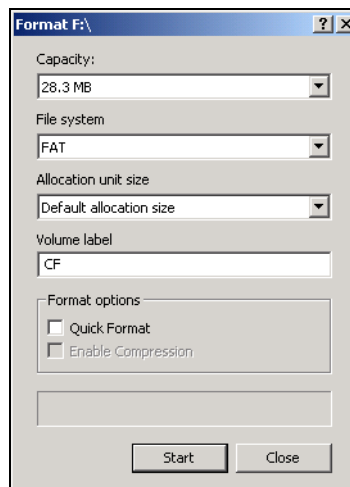 Format F:\
Capacity:
28.3 MB
File system
FAT
Allocation unit size
Default allocation size
Volume label
CF
Format options
Quick Format
Enable Compression
Start Close